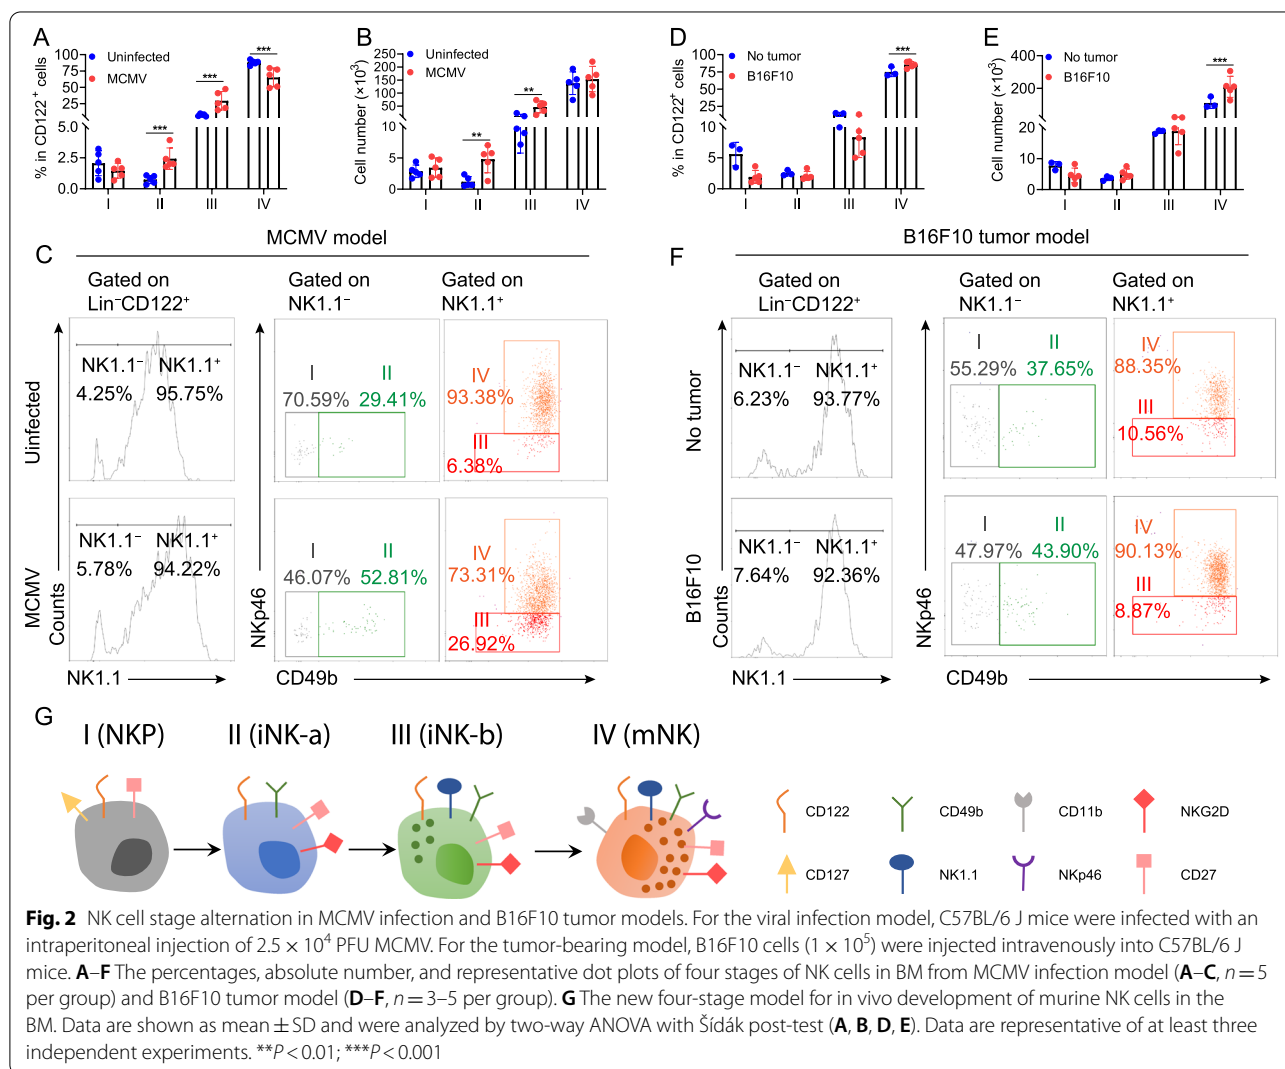 A
Uninfected
MCMV
% in CD122⁺ cells
100
75
50
25
5.0
2.5
0.0
***
***
***
I II III IV
B
Uninfected
MCMV
Cell number (×10³)
250
200
150
100
50
10
5
0
**
**
I II III IV
D
No tumor
B16F10
% in CD122⁺ cells
100
75
50
25
10
5
0
***
I II III IV
E
No tumor
B16F10
Cell number (×10³)
400
200
20
10
0
***
I II III IV
C
MCMV model
Gated on
Lin⁻CD122⁺
Gated on
NK1.1⁻
Gated on
NK1.1⁺
Uinfected
NK1.1⁻ NK1.1⁺
4.25% 95.75%
I II
70.59% 29.41%
IV
93.38%
III
6.38%
MCMV
Counts
NK1.1⁻ NK1.1⁺
5.78% 94.22%
NKp46
I II
46.07% 52.81%
IV
73.31%
III
26.92%
NK1.1
CD49b
F
B16F10 tumor model
Gated on
Lin⁻CD122⁺
Gated on
NK1.1⁻
Gated on
NK1.1⁺
No tumor
NK1.1⁻ NK1.1⁺
6.23% 93.77%
I II
55.29% 37.65%
IV
88.35%
III
10.56%
B16F10
Counts
NK1.1⁻ NK1.1⁺
7.64% 92.36%
NKp46
I II
47.97% 43.90%
IV
90.13%
III
8.87%
NK1.1
CD49b
G
I (NKP) II (iNK-a) III (iNK-b) IV (mNK)
CD122 CD49b CD11b NKG2D
CD127 NK1.1 NKp46 CD27
Fig. 2 NK cell stage alternation in MCMV infection and B16F10 tumor models. For the viral infection model, C57BL/6 J mice were infected with an
intraperitoneal injection of 2.5 × 10⁴ PFU MCMV. For the tumor-bearing model, B16F10 cells (1 × 10⁵) were injected intravenously into C57BL/6 J
mice. A–F The percentages, absolute number, and representative dot plots of four stages of NK cells in BM from MCMV infection model (A–C, n = 5
per group) and B16F10 tumor model (D–F, n = 3–5 per group). G The new four-stage model for in vivo development of murine NK cells in the
BM. Data are shown as mean ± SD and were analyzed by two-way ANOVA with Šídák post-test (A, B, D, E). Data are representative of at least three
independent experiments. **P < 0.01; ***P < 0.001